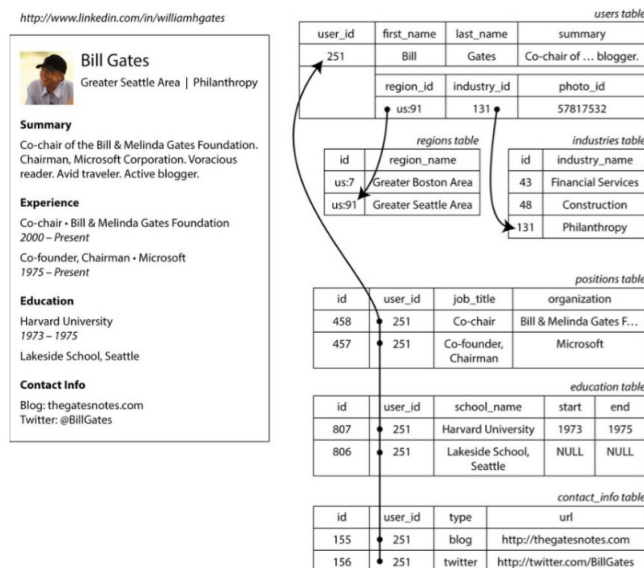 http://www.linkedin.com/in/williamhgates
Bill Gates
Greater Seattle Area | Philanthropy
Summary
Co-chair of the Bill & Melinda Gates Foundation.
Chairman, Microsoft Corporation. Voracious
reader. Avid traveler. Active blogger.
Experience
Co-chair • Bill & Melinda Gates Foundation
2000 – Present
Co-founder, Chairman • Microsoft
1975 – Present
Education
Harvard University
1973 – 1975
Lakeside School, Seattle
Contact Info
Blog: thegatesnotes.com
Twitter: @BillGates
users table
user_id first_name last_name summary
251 Bill Gates Co-chair of … blogger.
region_id industry_id photo_id
us:91 131 57817532
regions table
id region_name
us:7 Greater Boston Area
us:91 Greater Seattle Area
industries table
id industry_name
43 Financial Services
48 Construction
131 Philanthropy
positions table
id user_id job_title organization
458 251 Co-chair Bill & Melinda Gates F…
457 251 Co-founder, Microsoft
Chairman
education table
id user_id school_name start end
807 251 Harvard University 1973 1975
806 251 Lakeside School, NULL NULL
Seattle
contact_info table
id user_id type url
155 251 blog http://thegatesnotes.com
156 251 twitter http://twitter.com/BillGates